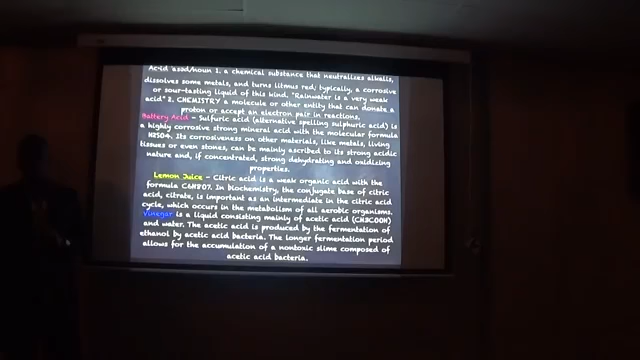 Acid 'asəd/noun 1. a chemical substance that neutralizes alkalis,
dissolves some metals, and turns litmus red; typically, a corrosive
or sour-tasting liquid of this kind. "Rainwater is a very weak
acid" 2. CHEMISTRY a molecule or other entity that can donate a
proton or accept an electron pair in reactions.
Battery Acid - Sulfuric acid (alternative spelling sulphuric acid) is
a highly corrosive strong mineral acid with the molecular formula
H2SO4. Its corrosiveness on other materials, like metals, living
tissues or even stones, can be mainly ascribed to its strong acidic
nature and, if concentrated, strong dehydrating and oxidizing
properties.
Lemon Juice - Citric acid is a weak organic acid with the
formula C6H8O7. In biochemistry, the conjugate base of citric
acid, citrate, is important as an intermediate in the citric acid
cycle, which occurs in the metabolism of all aerobic organisms.
Vinegar is a liquid consisting mainly of acetic acid (CH3COOH)
and water. The acetic acid is produced by the fermentation of
ethanol by acetic acid bacteria. The longer fermentation period
allows for the accumulation of a nontoxic slime composed of
acetic acid bacteria.